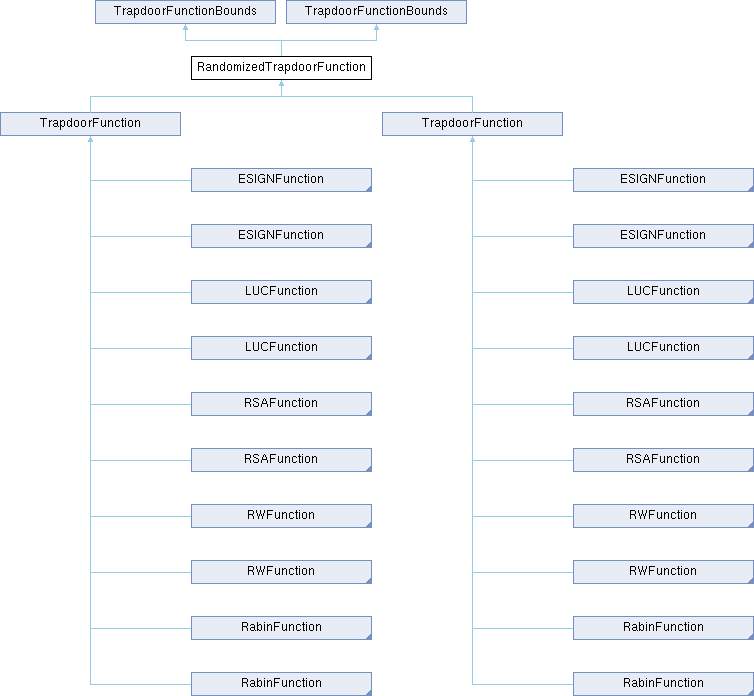 TrapdoorFunctionBounds TrapdoorFunctionBounds
RandomizedTrapdoorFunction
TrapdoorFunction TrapdoorFunction
ESIGNFunction ESIGNFunction
ESIGNFunction ESIGNFunction
LUCFunction LUCFunction
LUCFunction LUCFunction
RSAFunction RSAFunction
RSAFunction RSAFunction
RWFunction RWFunction
RWFunction RWFunction
RabinFunction RabinFunction
RabinFunction RabinFunction